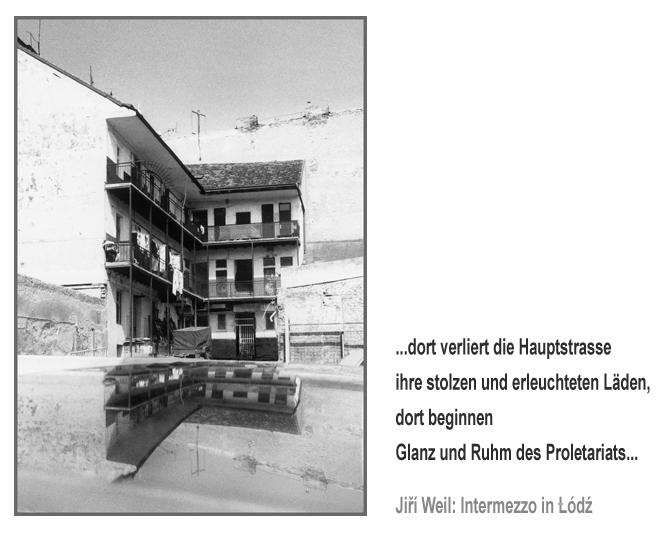 ...dort verliert die Hauptstrasse
ihre stolzen und erleuchteten Läden,
dort beginnen
Glanz und Ruhm des Proletariats...
Jiří Weil: Intermezzo in Łódź